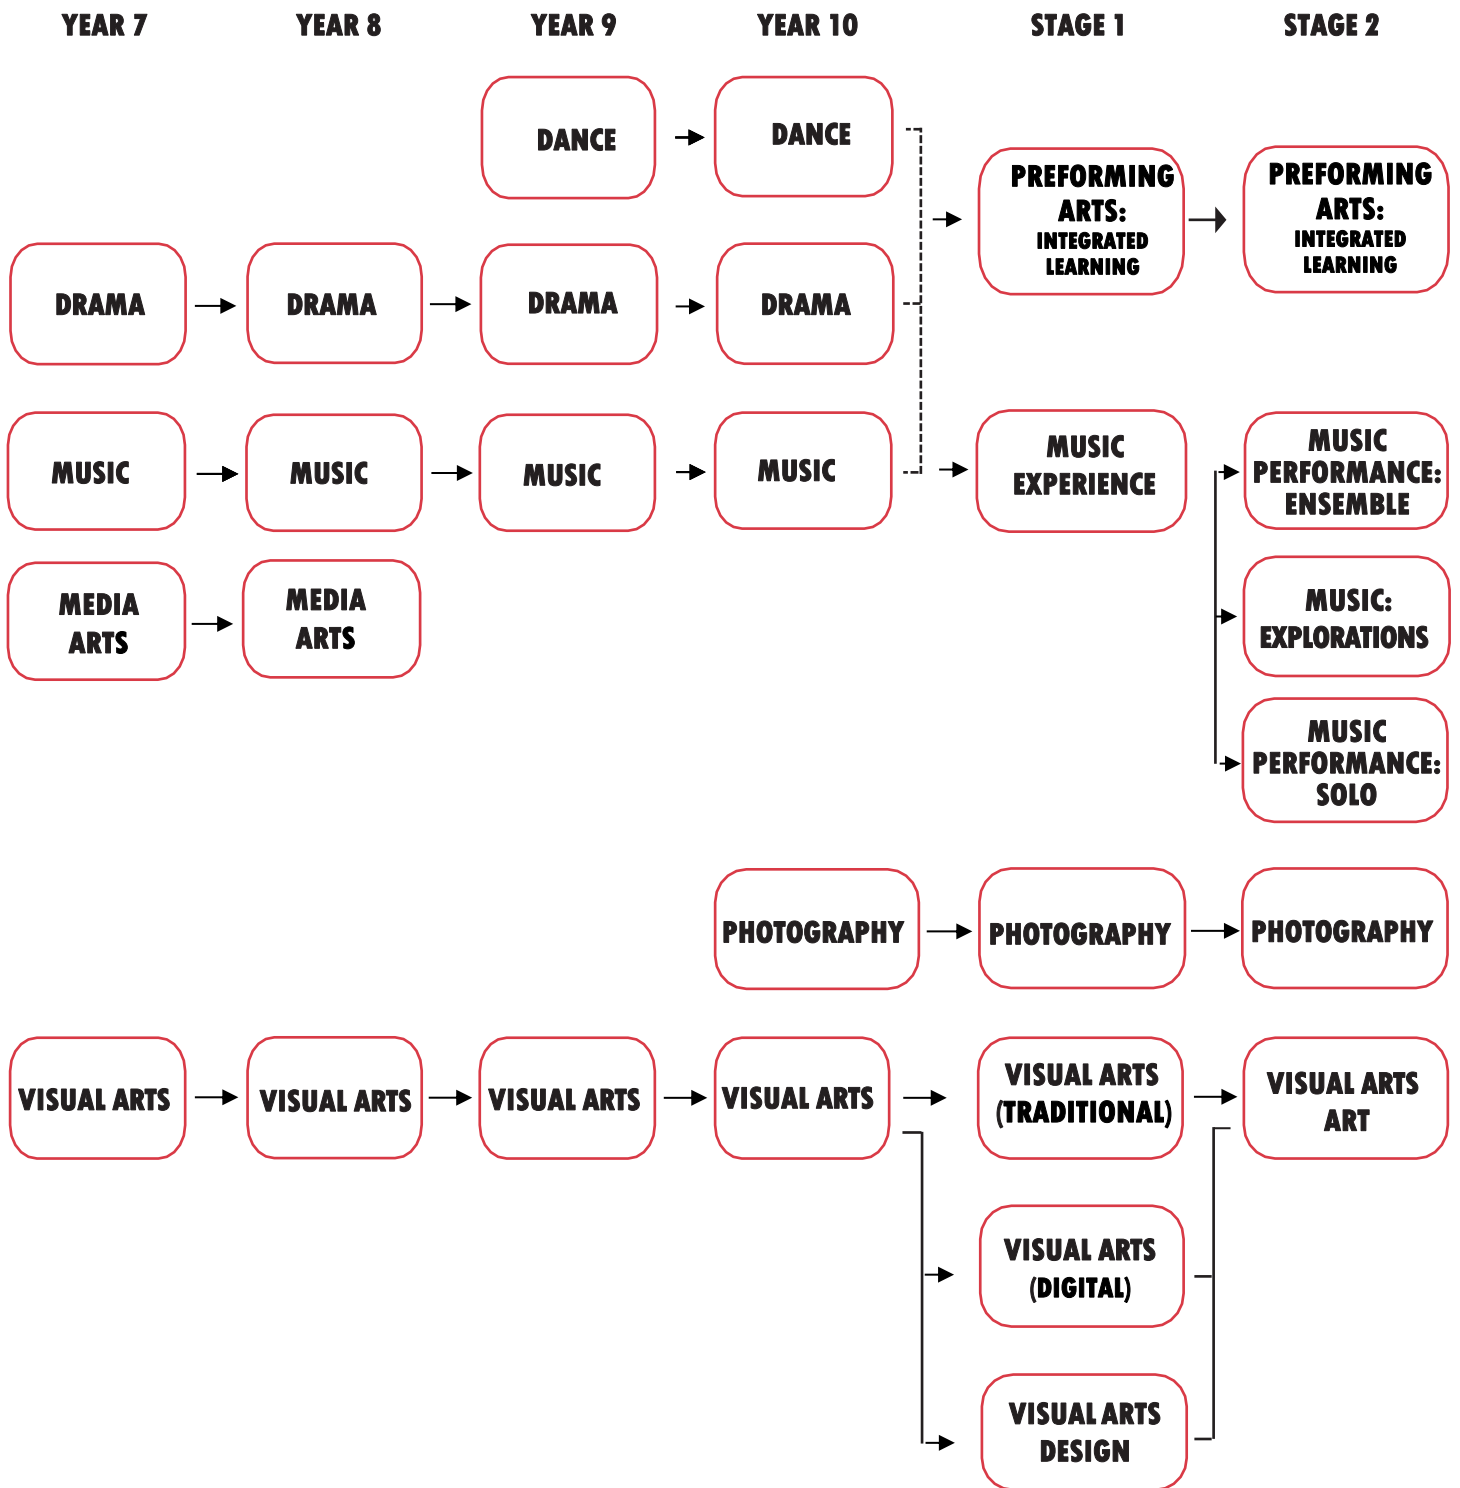 YEAR 7
YEAR 8
YEAR 9
YEAR 10
STAGE 1
STAGE 2
DANCE
DANCE
PREFORMING
ARTS:
INTEGRATED
LEARNING
PREFORMING
ARTS:
INTEGRATED
LEARNING
DRAMA
DRAMA
DRAMA
DRAMA
MUSIC
MUSIC
MUSIC
MUSIC
MUSIC
EXPERIENCE
MUSIC
PERFORMANCE:
ENSEMBLE
MEDIA
ARTS
MEDIA
ARTS
MUSIC:
EXPLORATIONS
MUSIC
PERFORMANCE:
SOLO
PHOTOGRAPHY
PHOTOGRAPHY
PHOTOGRAPHY
VISUAL ARTS
VISUAL ARTS
VISUAL ARTS
VISUAL ARTS
VISUAL ARTS
(TRADITIONAL)
VISUAL ARTS
ART
VISUAL ARTS
(DIGITAL)
VISUAL ARTS
DESIGN